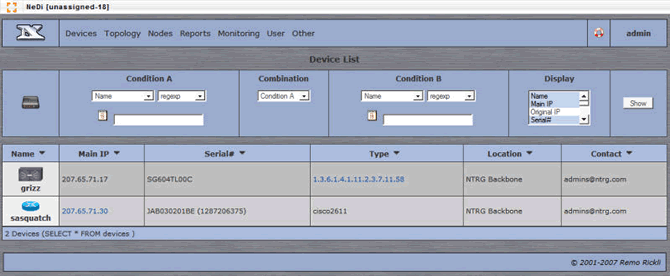 NeDi [unassigned-18]
Devices Topology Nodes Reports Monitoring User Other admin
Device List
Condition A Combination Condition B Display
Name regexp Condition A Name regexp Name
Main IP
Original IP
Serial#
Show
Name Main IP Serial# Type Location Contact
grizz 207.65.71.17 SG604TL00C 1.3.6.1.4.1.11.2.3.7.11.58 NTRG Backbone admins@ntrg.com
sasquatch 207.65.71.30 JAB030201BE (1287206375) cisco2611 NTRG Backbone admins@ntrg.com
2 Devices (SELECT * FROM devices )
© 2001-2007 Remo Rickli